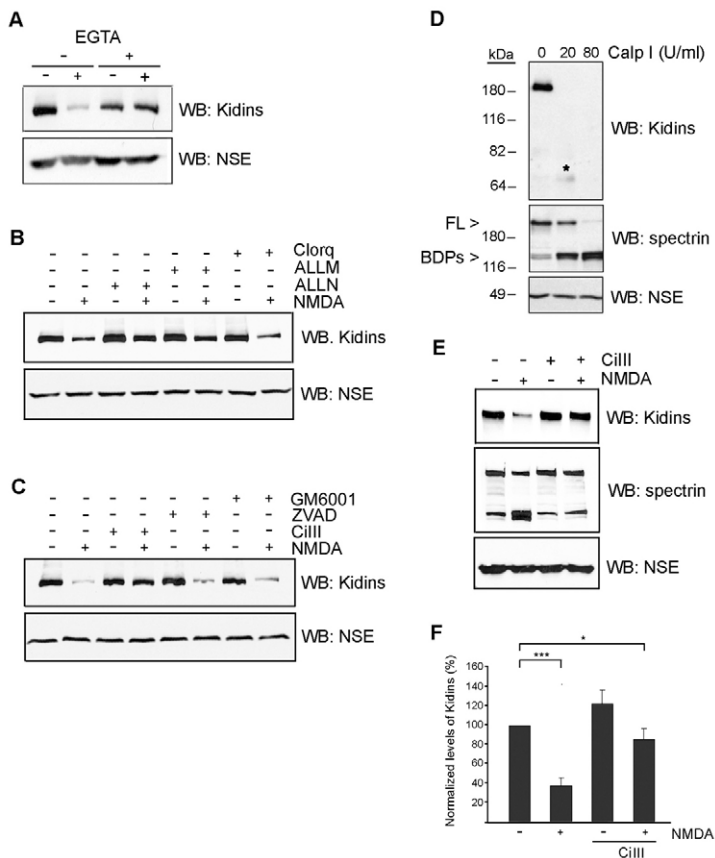 A
EGTA
- +
- + - +
WB: Kidins
WB: NSE
B
- - - - - - + + Clorq
- - - - + + - - ALLM
- - + + - - - - ALLN
- + - + - + - + NMDA
WB. Kidins
WB: NSE
C
- - - - - - + + GM6001
- - - - + + - - ZVAD
- - + + - - - - CiIII
- + - + - + - + NMDA
WB: Kidins
WB: NSE
D
kDa 0 20 80 Calp I (U/ml)
180 –
116 –
82 –
*
64 –
WB: Kidins
FL >
180 –
BDPs >
116 –
WB: spectrin
49 –
WB: NSE
E
- - + + CiIII
- + - + NMDA
WB: Kidins
WB: spectrin
WB: NSE
F
Normalized levels of Kidins (%)
160
140
120
100
80
60
40
20
*
***
- + - + NMDA
CiIII